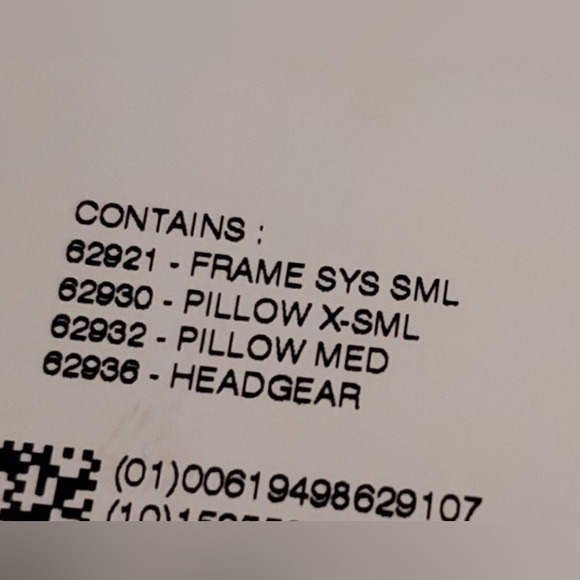 CONTAINS :
62921 - FRAME SYS SML
62930 - PILLOW X-SML
62932 - PILLOW MED
62936 - HEADGEAR
(01)00619498629107